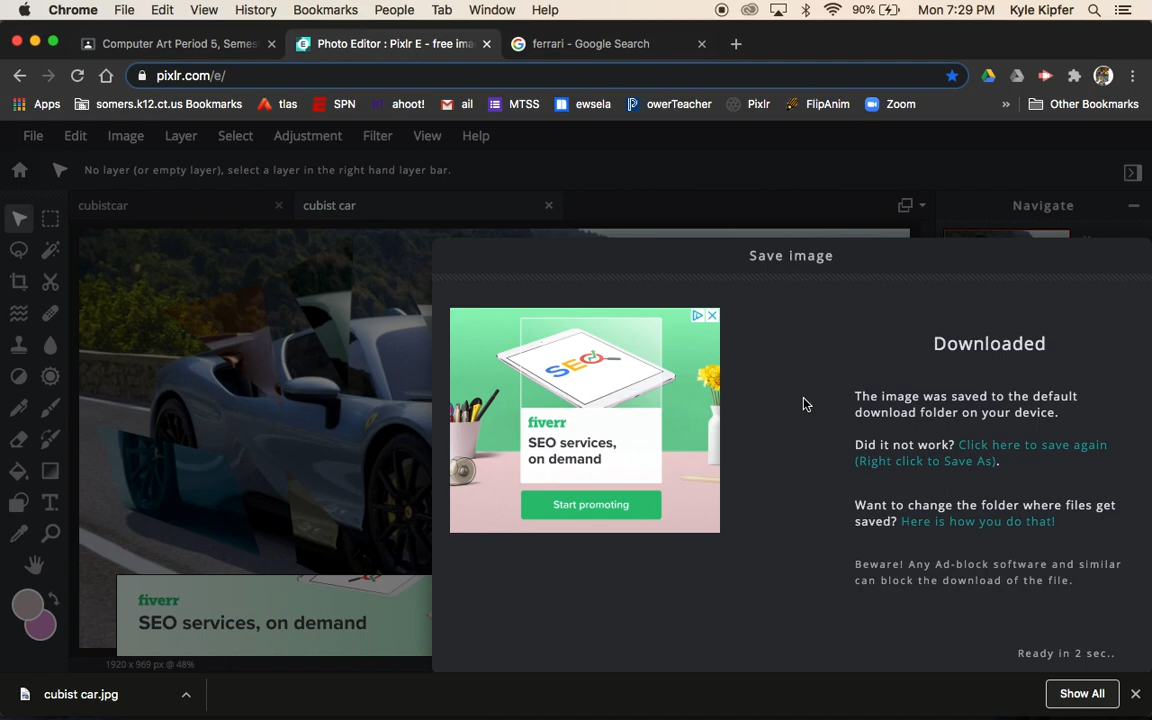 Chrome File Edit View History Bookmarks People Tab Window Help 90% Mon 7:29 PM Kyle Kipfer
Computer Art Period 5, Semes
Photo Editor : Pixlr E - free ima
ferrari - Google Search
pixlr.com/e/
Apps somers.k12.ct.us Bookmarks tlas SPN ahoot! ail MTSS ewsela owerTeacher Pixlr FlipAnim Zoom » Other Bookmarks
File Edit Image Layer Select Adjustment Filter View Help
No layer (or empty layer), select a layer in the right hand layer bar.
cubistcar
cubist car
Navigate
Save image
SEO
fiverr
SEO services,
on demand
Start promoting
Downloaded
The image was saved to the default
download folder on your device.
Did it not work? Click here to save again
(Right click to Save As).
Want to change the folder where files get
saved? Here is how you do that!
Beware! Any Ad-block software and similar
can block the download of the file.
Ready in 2 sec..
fiverr
SEO services, on demand
1920 x 969 px @ 48%
cubist car.jpg
Show All